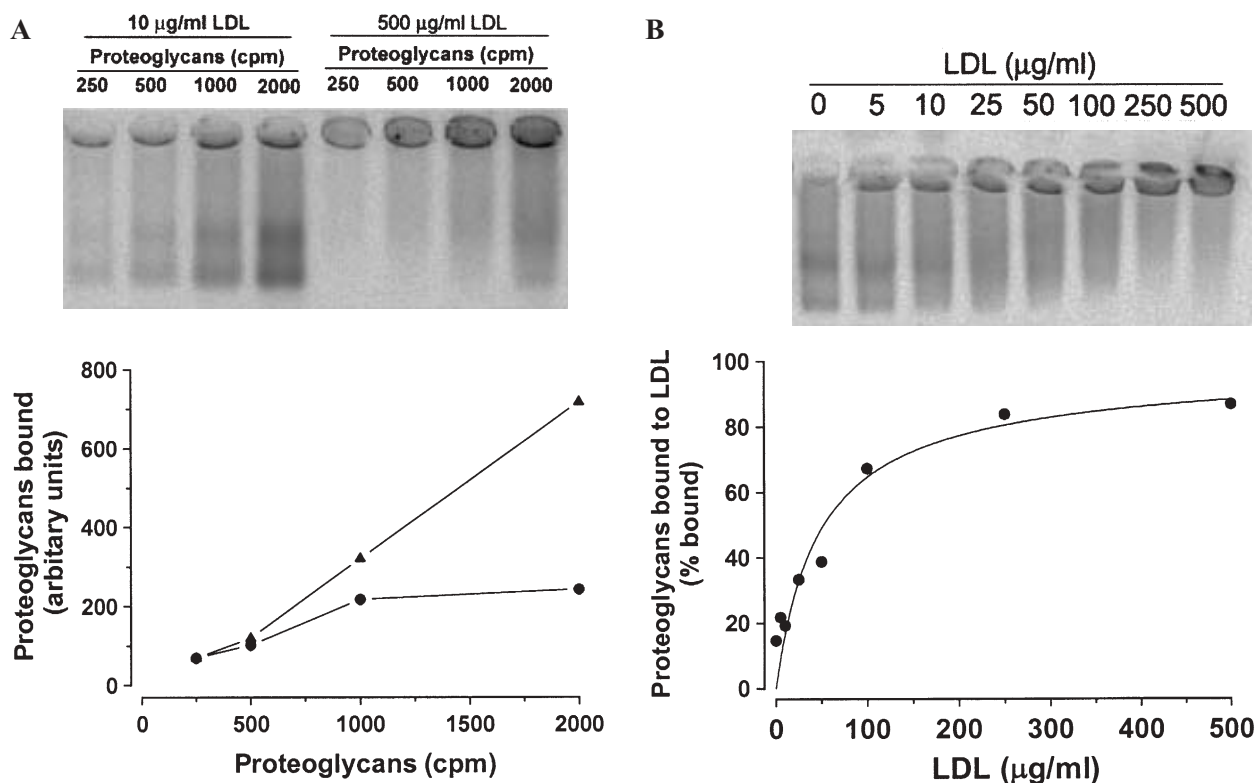 A
10 µg/ml LDL
500 µg/ml LDL
Proteoglycans (cpm)
Proteoglycans (cpm)
250 500 1000 2000
250 500 1000 2000
800
600
400
200
0
Proteoglycans bound
(arbitary units)
0 500 1000 1500 2000
Proteoglycans (cpm)
B
LDL (µg/ml)
0 5 10 25 50 100 250 500
100
80
60
40
20
0
Proteoglycans bound to LDL
(% bound)
0 100 200 300 400 500
LDL (µg/ml)